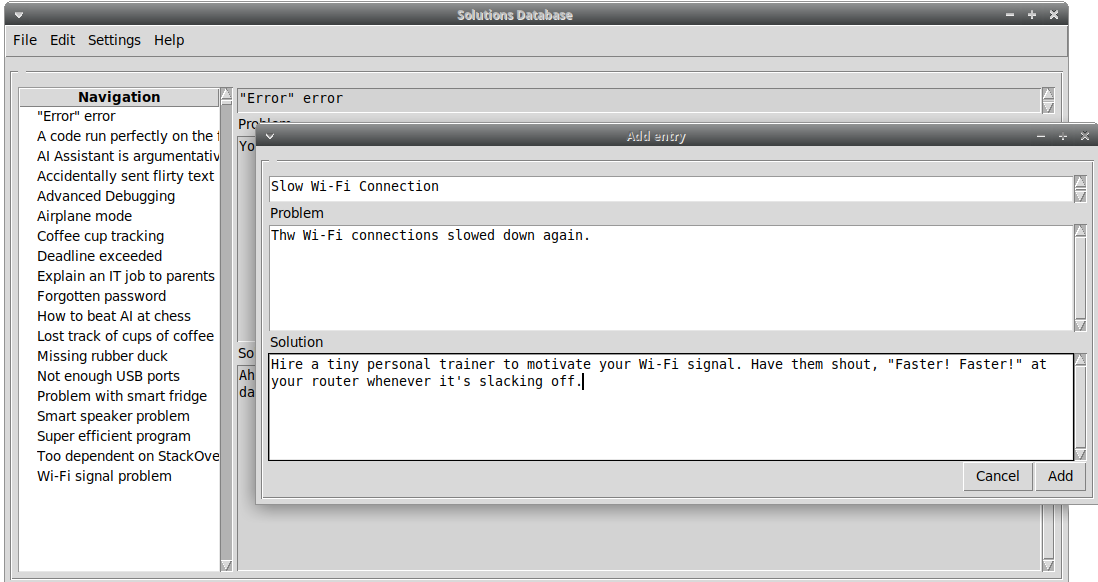 Solutions Database
File Edit Settings Help
Navigation
"Error" error
A code run perfectly on the
AI Assistant is argumentativ
Accidentally sent flirty text
Advanced Debugging
Airplane mode
Coffee cup tracking
Deadline exceeded
Explain an IT job to parents
Forgotten password
How to beat AI at chess
Lost track of cups of coffee
Missing rubber duck
Not enough USB ports
Problem with smart fridge
Smart speaker problem
Super efficient program
Too dependent on StackOve
Wi-Fi signal problem
"Error" error
Problem
Yo
So
Ah
da
Add entry
Slow Wi-Fi Connection
Problem
Thw Wi-Fi connections slowed down again.
Solution
Hire a tiny personal trainer to motivate your Wi-Fi signal. Have them shout, "Faster! Faster!" at
your router whenever it's slacking off.
Cancel Add